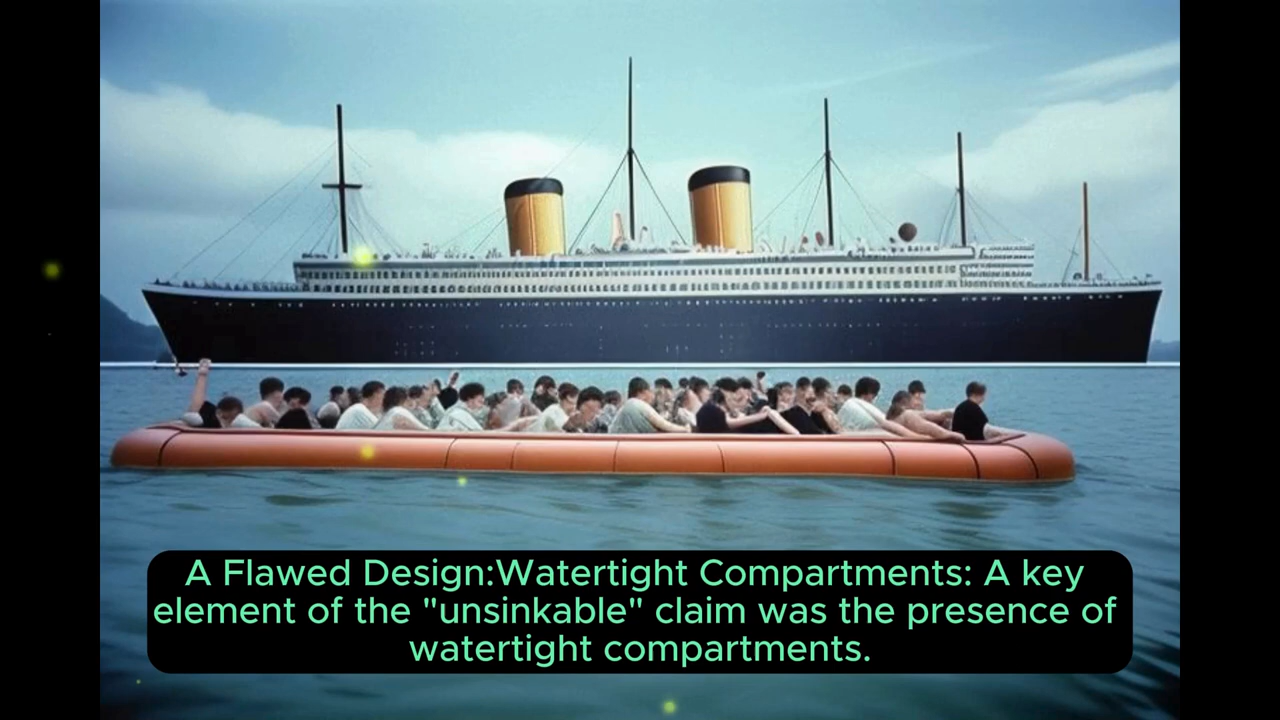 A Flawed Design:Watertight Compartments: A key
element of the "unsinkable" claim was the presence of
watertight compartments.